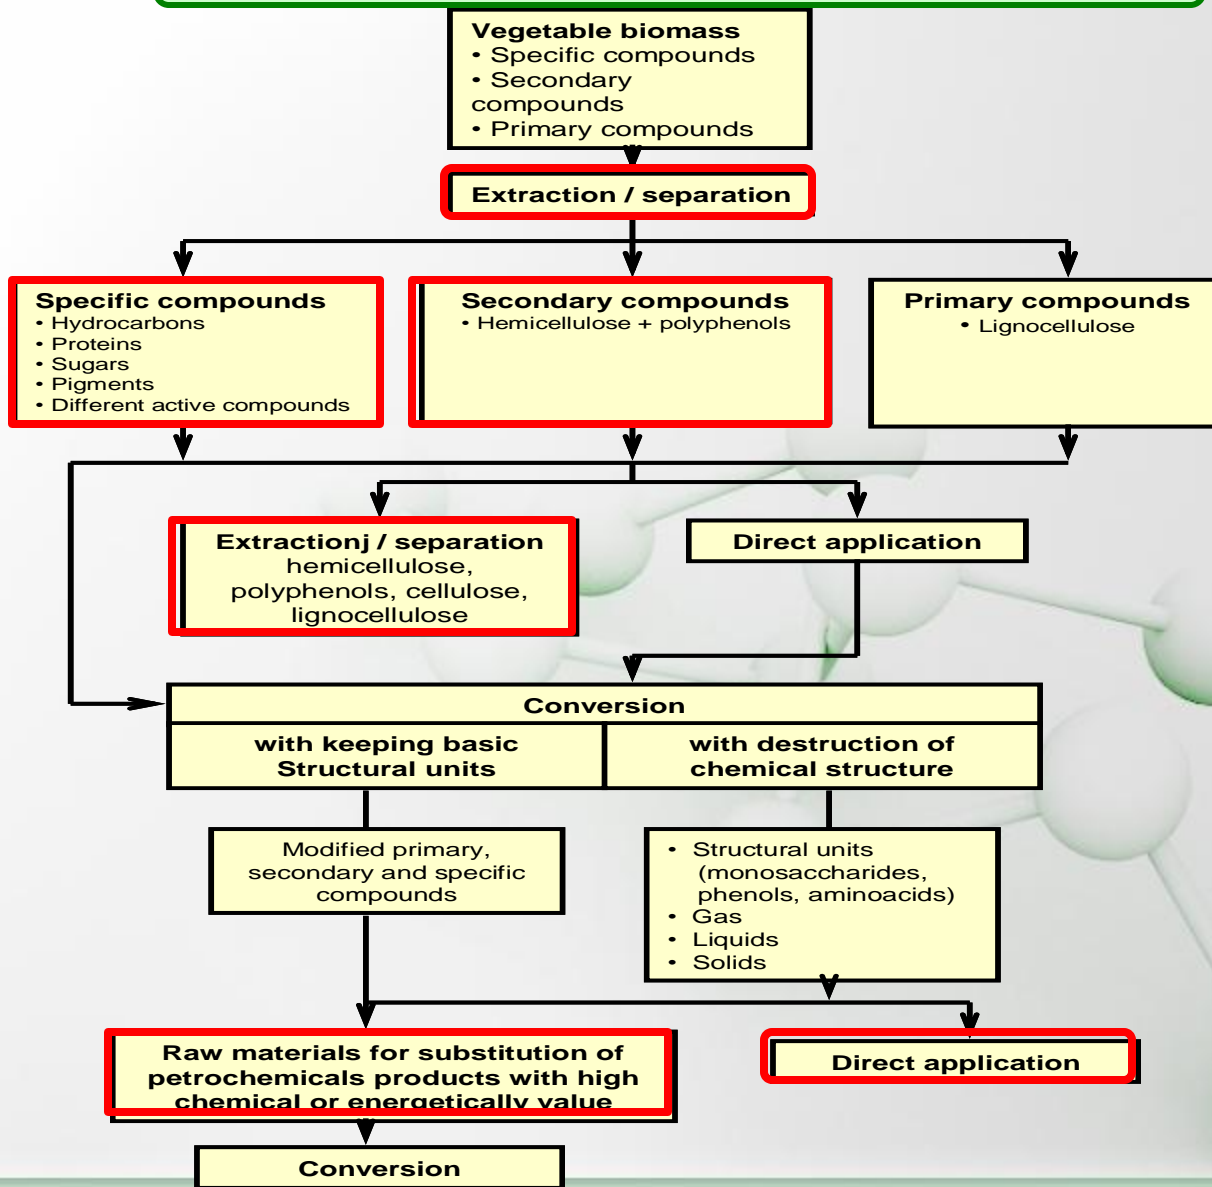 Vegetable biomass
• Specific compounds
• Secondary
compounds
• Primary compounds
Extraction / separation
Specific compounds
• Hydrocarbons
• Proteins
• Sugars
• Pigments
• Different active compounds
Secondary compounds
• Hemicellulose + polyphenols
Primary compounds
• Lignocellulose
Extractionj / separation
hemicellulose,
polyphenols, cellulose,
lignocellulose
Direct application
Conversion
with keeping basic
Structural units
with destruction of
chemical structure
Modified primary,
secondary and specific
compounds
• Structural units
(monosaccharides,
phenols, aminoacids)
• Gas
• Liquids
• Solids
Raw materials for substitution of
petrochemicals products with high
chemical or energetically value
Direct application
Conversion